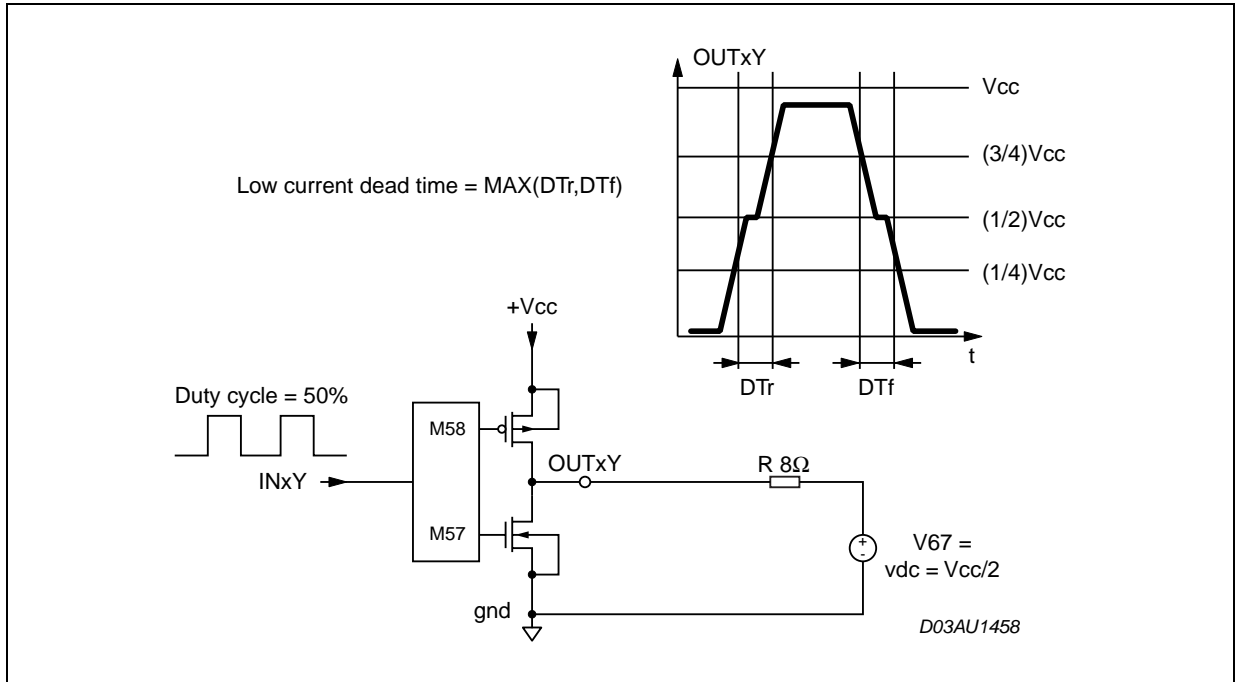 OUTxY
Vcc
(3/4)Vcc
Low current dead time = MAX(DTr,DTf)
(1/2)Vcc
(1/4)Vcc
+Vcc
t
DTr
DTf
Duty cycle = 50%
M58
OUTxY
R 8Ω
INxY
M57
+
-
V67 =
vdc = Vcc/2
gnd
D03AU1458